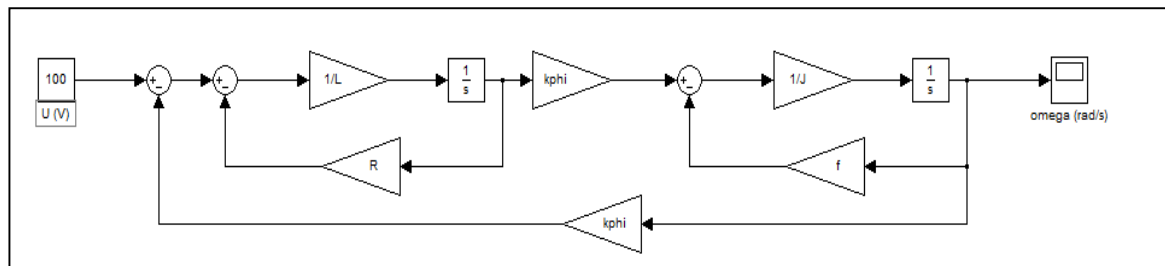 100
U (V)
+
−
+
−
1/L
1
s
kphi
+
−
1/J
1
s
omega (rad/s)
R
f
kphi